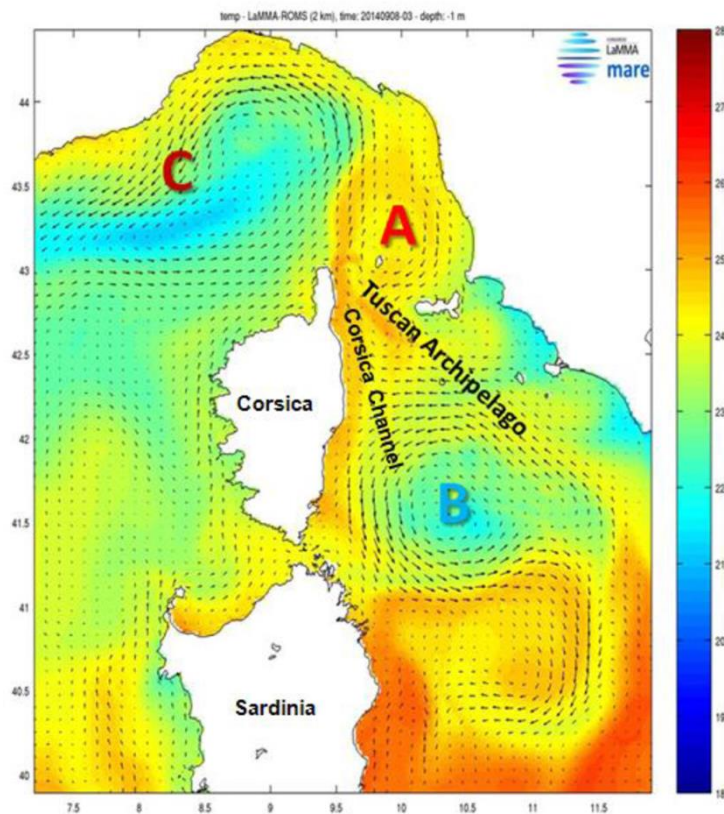 temp - LaMMA-ROMS (2 km), time: 20140908-03 - depth: -1 m
LaMMA
mare
C
A
B
Tuscan Archipelago
Corsica Channel
Corsica
Sardinia
44
43.5
43
42.5
42
41.5
41
40.5
40
7.5 8 8.5 9 9.5 10 10.5 11 11.5
28
27
26
25
24
23
22
21
20
19
18